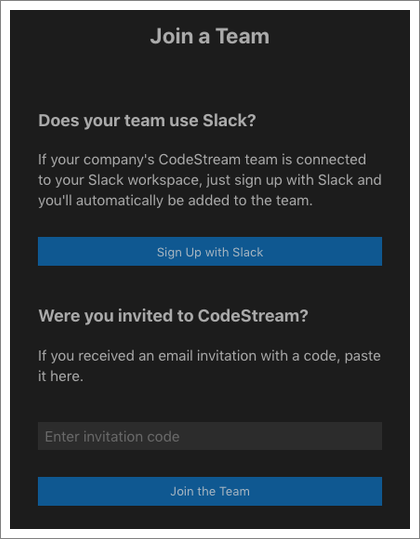 Join a Team
Does your team use Slack?
If your company's CodeStream team is connected
to your Slack workspace, just sign up with Slack and
you'll automatically be added to the team.
Sign Up with Slack
Were you invited to CodeStream?
If you received an email invitation with a code, paste
it here.
Enter invitation code
Join the Team